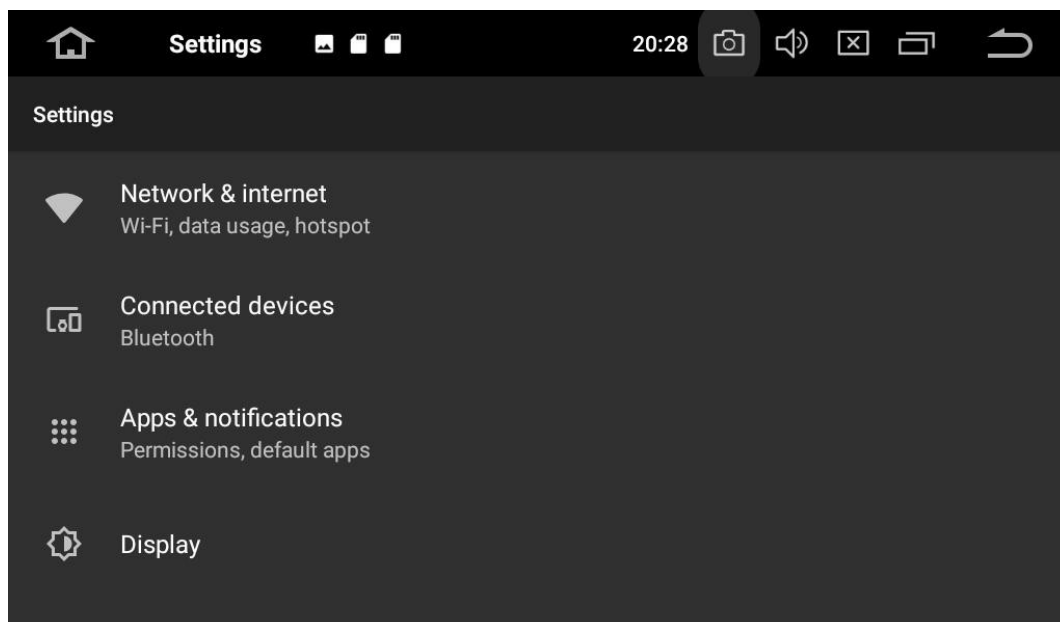 Settings
20:28
Settings
Network & internet
Wi-Fi, data usage, hotspot
Connected devices
Bluetooth
Apps & notifications
Permissions, default apps
Display